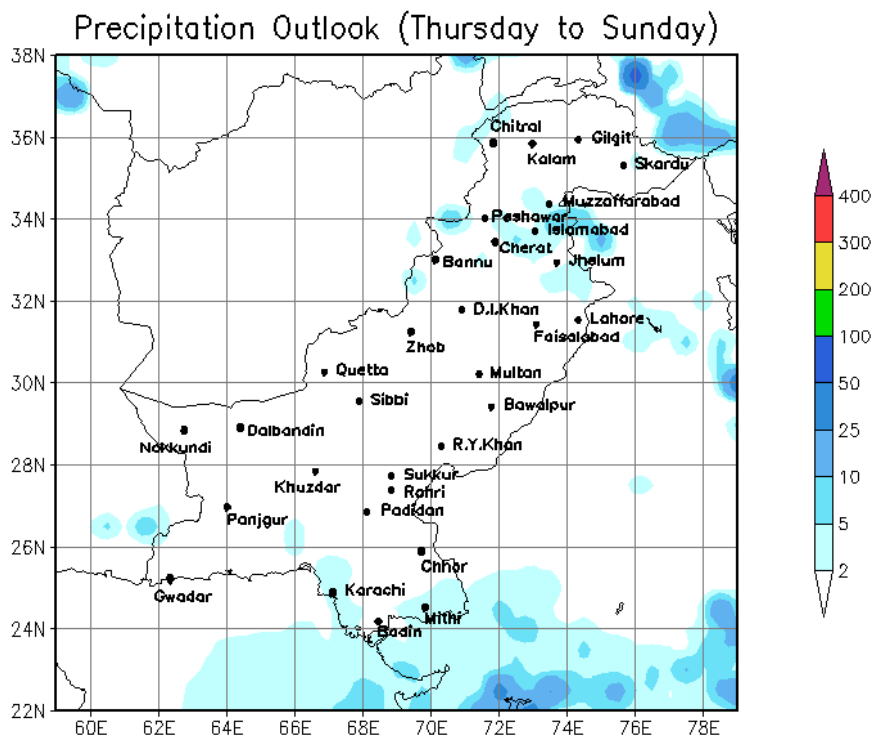 Precipitation Outlook (Thursday to Sunday)
38N
36N
34N
32N
30N
28N
26N
24N
22N
60E 62E 64E 66E 68E 70E 72E 74E 76E 78E
Chitral
Kalam
Gilgit
Skardu
Muzzaffarabad
Peshawar
Islamabad
Cherat
Bannu
Jhelum
D.I.Khan
Lahore
Faisalabad
Zhob
Quetta
Multan
Sibbi
Bawalpur
Nokkundi
Dalbandin
R.Y.Khan
Khuzdar
Sukkur
Rohri
Panjgur
Padidan
Chhor
Gwadar
Karachi
Mithi
Badin
400
300
200
100
50
25
10
5
2